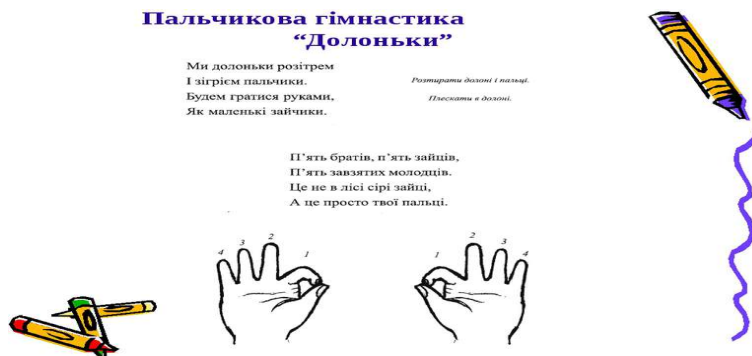 Пальчикова гімнастика
“Долоньки”
Ми долоньки розітрем
І зігрієм пальчики.
Розтирати долоні і пальці.
Будем гратися руками,
Плескати в долоні.
Як маленькі зайчики.
П’ять братів, п’ять зайців,
П’ять завзятих молодців.
Це не в лісі сірі зайці,
А це просто твої пальці.
4 3 2 1
1 2 3 4